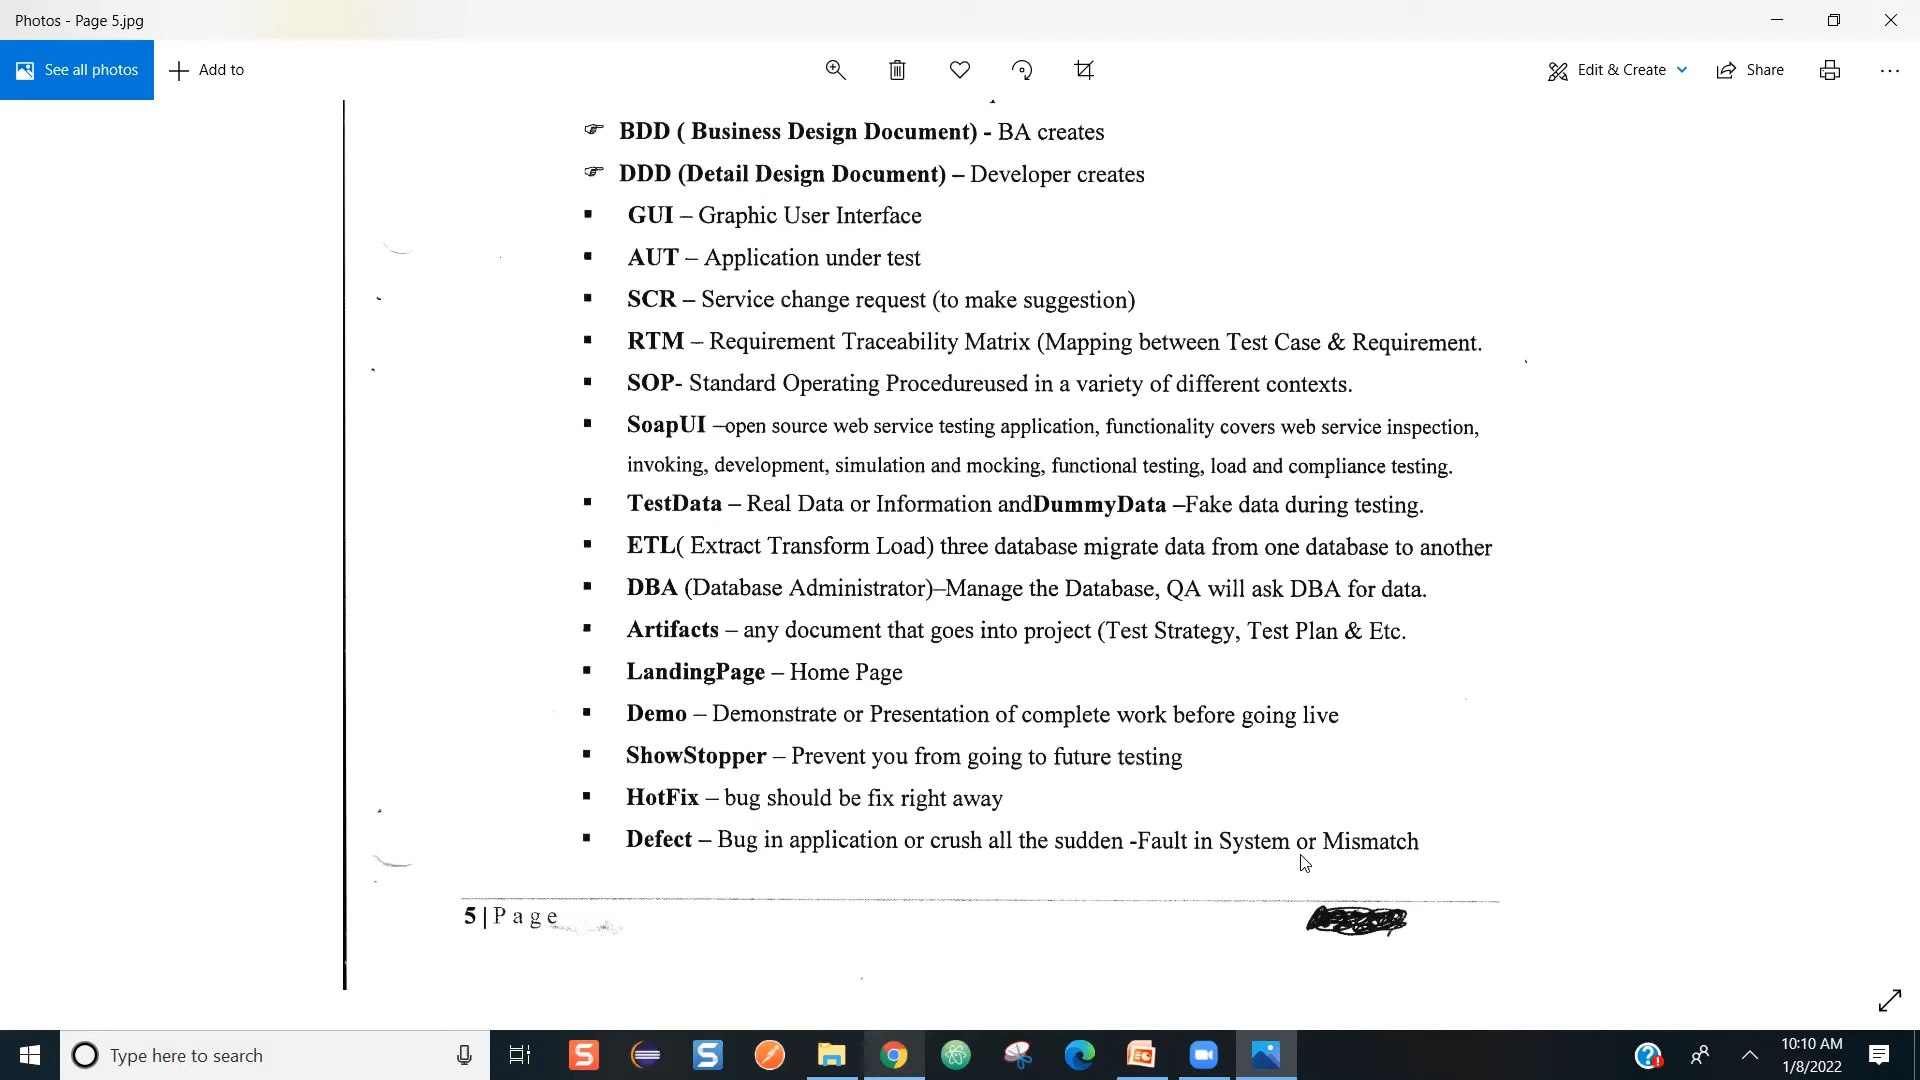 Photos - Page 5.jpg
See all photos
Add to
Edit & Create
Share
BDD ( Business Design Document) - BA creates
DDD (Detail Design Document) – Developer creates
GUI – Graphic User Interface
AUT – Application under test
SCR – Service change request (to make suggestion)
RTM – Requirement Traceability Matrix (Mapping between Test Case & Requirement.
SOP- Standard Operating Procedureused in a variety of different contexts.
SoapUI –open source web service testing application, functionality covers web service inspection,
invoking, development, simulation and mocking, functional testing, load and compliance testing.
TestData – Real Data or Information andDummyData –Fake data during testing.
ETL( Extract Transform Load) three database migrate data from one database to another
DBA (Database Administrator)–Manage the Database, QA will ask DBA for data.
Artifacts – any document that goes into project (Test Strategy, Test Plan & Etc.
LandingPage – Home Page
Demo – Demonstrate or Presentation of complete work before going live
ShowStopper – Prevent you from going to future testing
HotFix – bug should be fix right away
Defect – Bug in application or crush all the sudden -Fault in System or Mismatch
5 | P a g e
Type here to search
10:10 AM
1/8/2022